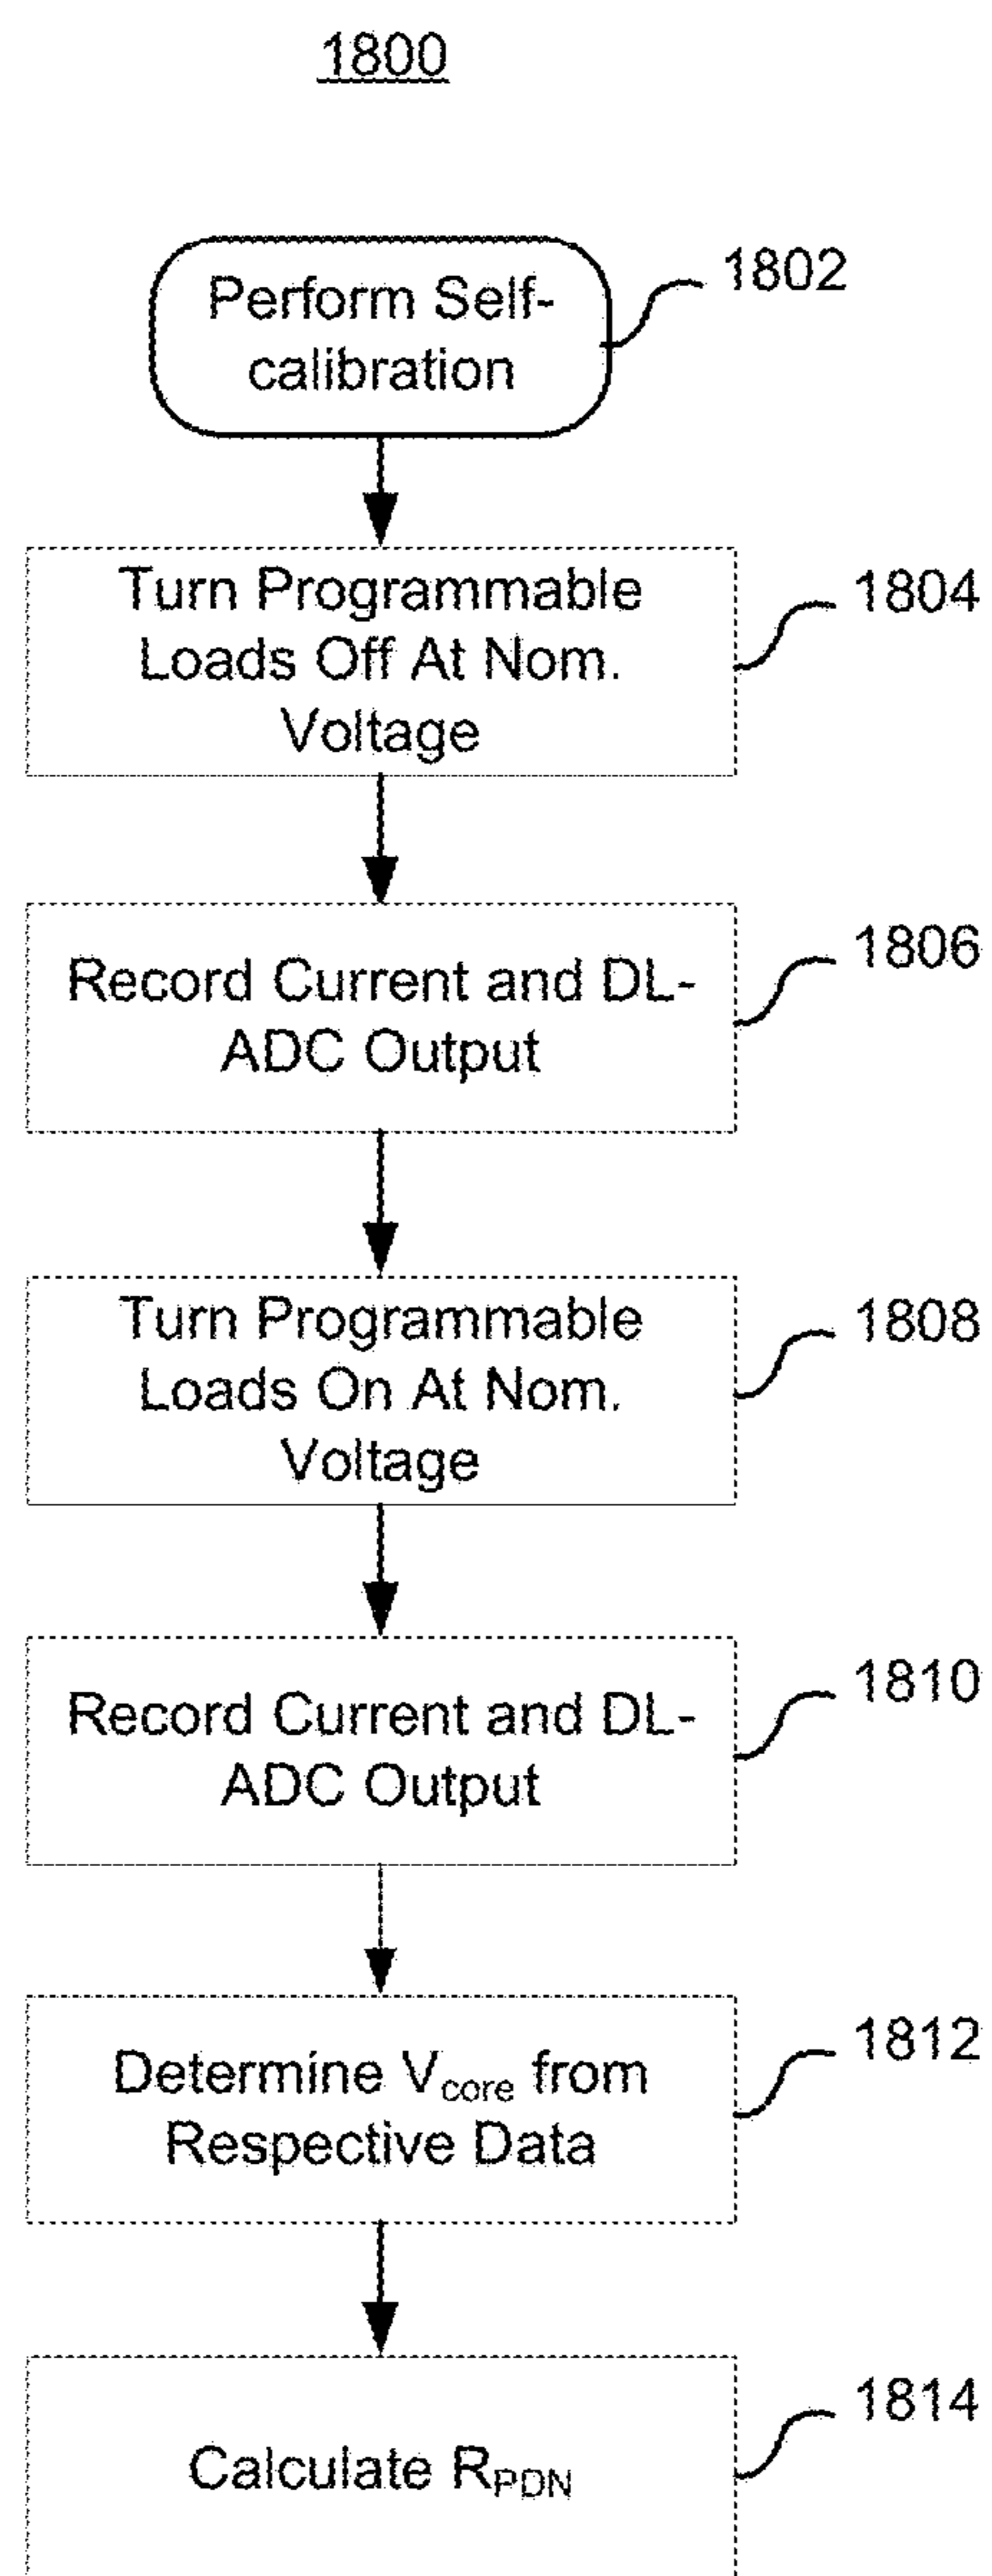 1800
Perform Self-
calibration
1802
Turn Programmable
Loads Off At Nom.
Voltage
1804
Record Current and DL-
ADC Output
1806
Turn Programmable
Loads On At Nom.
Voltage
1808
Record Current and DL-
ADC Output
1810
Determine Vcore from
Respective Data
1812
Calculate RPDN
1814